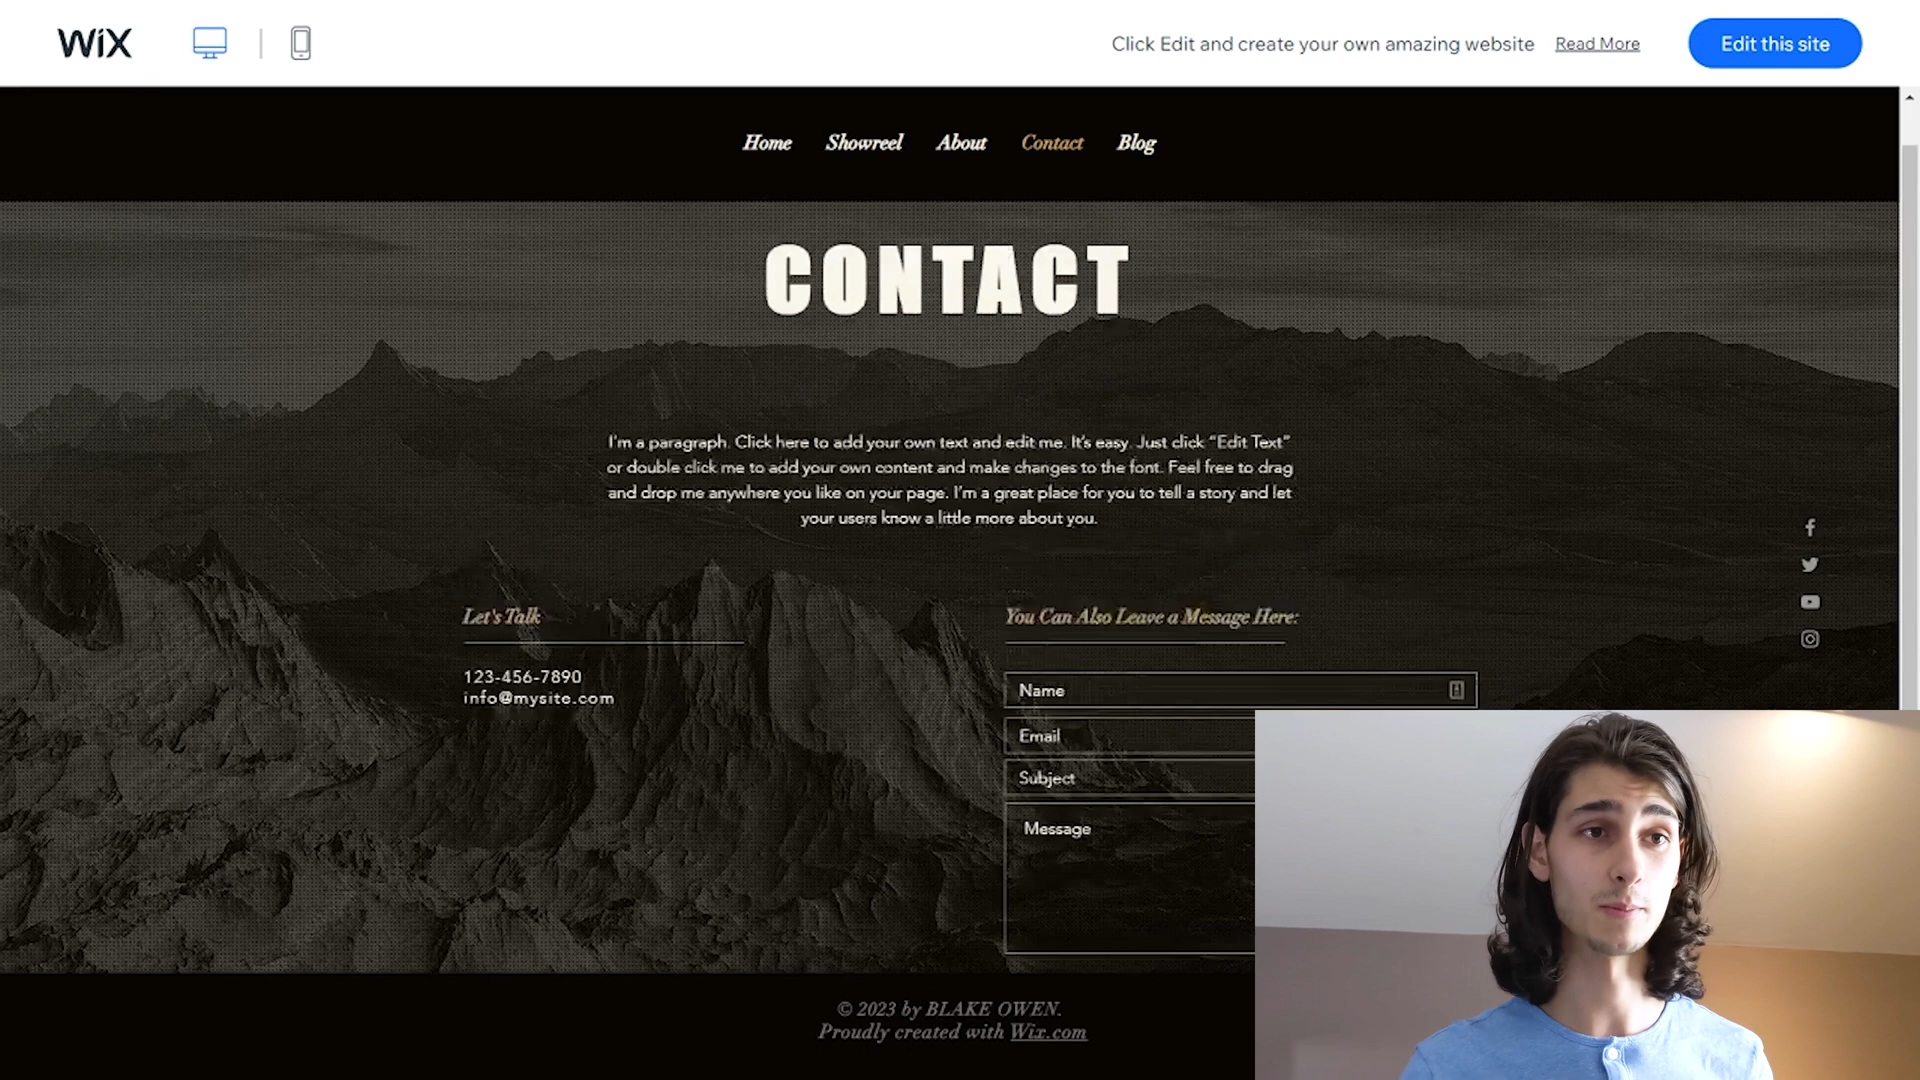 WiX
Click Edit and create your own amazing website Read More
Edit this site
Home Showreel About Contact Blog
CONTACT
I'm a paragraph. Click here to add your own text and edit me. It's easy. Just click “Edit Text”
or double click me to add your own content and make changes to the font. Feel free to drag
and drop me anywhere you like on your page. I'm a great place for you to tell a story and let
your users know a little more about you.
Let's Talk
123-456-7890
info@mysite.com
You Can Also Leave a Message Here:
Name
Email
Subject
Message
© 2023 by BLAKE OWEN.
Proudly created with Wix.com